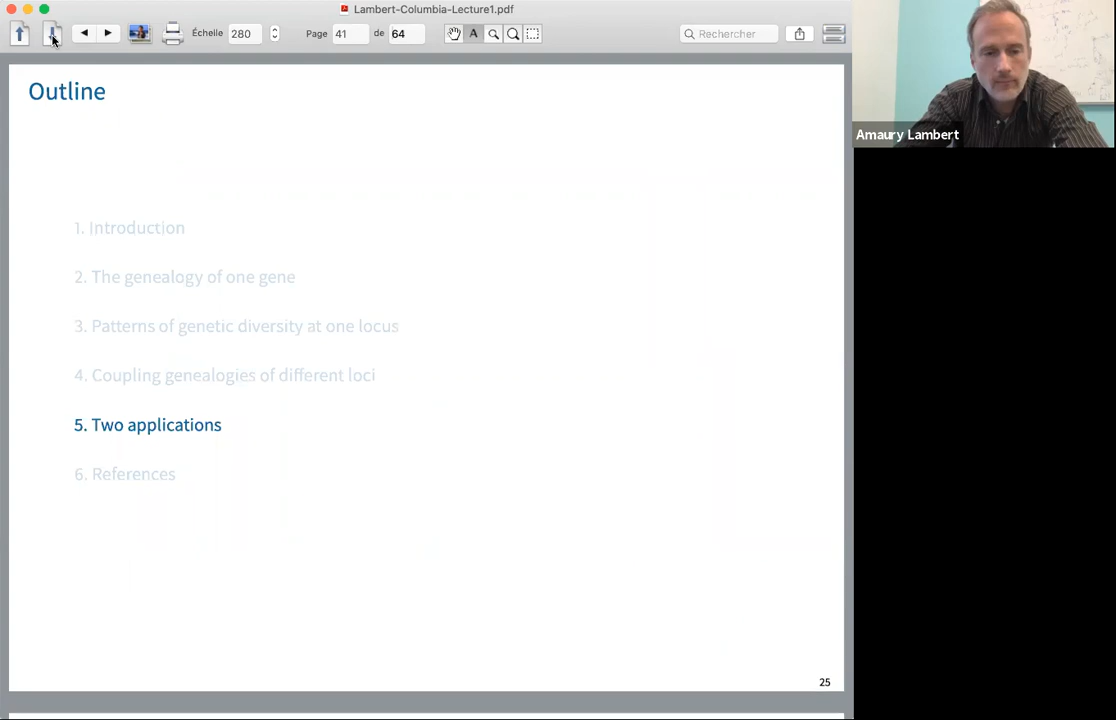 Lambert-Columbia-Lecture1.pdf
Échelle 280 Page 41 de 64 A Rechercher
Outline
Amaury Lambert
1. Introduction
2. The genealogy of one gene
3. Patterns of genetic diversity at one locus
4. Coupling genealogies of different loci
5. Two applications
6. References
25